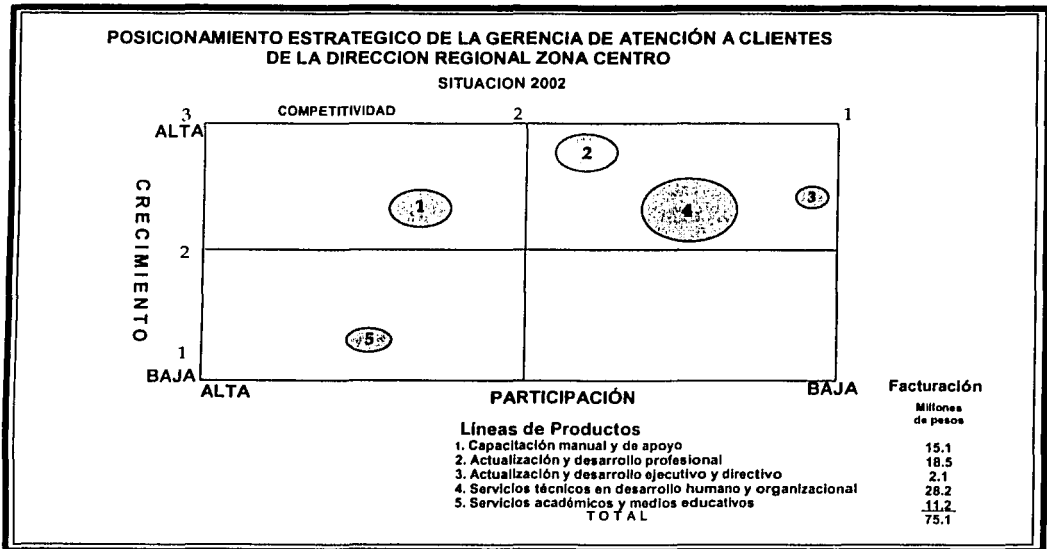 POSICIONAMIENTO ESTRATEGICO DE LA GERENCIA DE ATENCIÓN A CLIENTES
DE LA DIRECCION REGIONAL ZONA CENTRO
SITUACION 2002
3 COMPETITIVIDAD 2 1
ALTA
2
1 4 3
CRECIMIENTO
2
5
1
BAJA
ALTA PARTICIPACIÓN BAJA
Facturación
Millones
de pesos
Líneas de Productos
1. Capacitación manual y de apoyo 15.1
2. Actualización y desarrollo profesional 18.5
3. Actualización y desarrollo ejecutivo y directivo 2.1
4. Servicios técnicos en desarrollo humano y organizacional 28.2
5. Servicios académicos y medios educativos 11.2
TOTAL 75.1